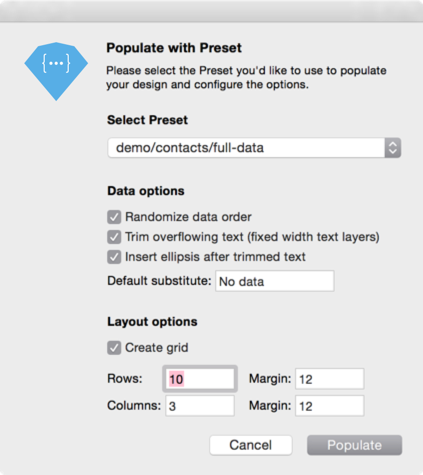 {•••}
Populate with Preset
Please select the Preset you'd like to use to populate
your design and configure the options.
Select Preset
demo/contacts/full-data
Data options
Randomize data order
Trim overflowing text (fixed width text layers)
Insert ellipsis after trimmed text
Default substitute: No data
Layout options
Create grid
Rows: 10 Margin: 12
Columns: 3 Margin: 12
Cancel Populate